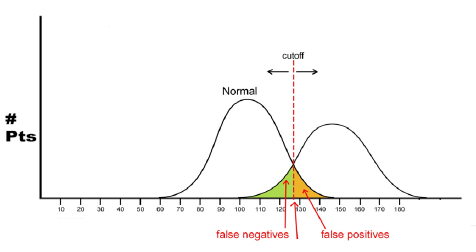 cutoff
Normal
#
Pts
10 20 30 40 50 60 70 80 90 100 110 120 130 140 150 160 170 180
false negatives
false positives